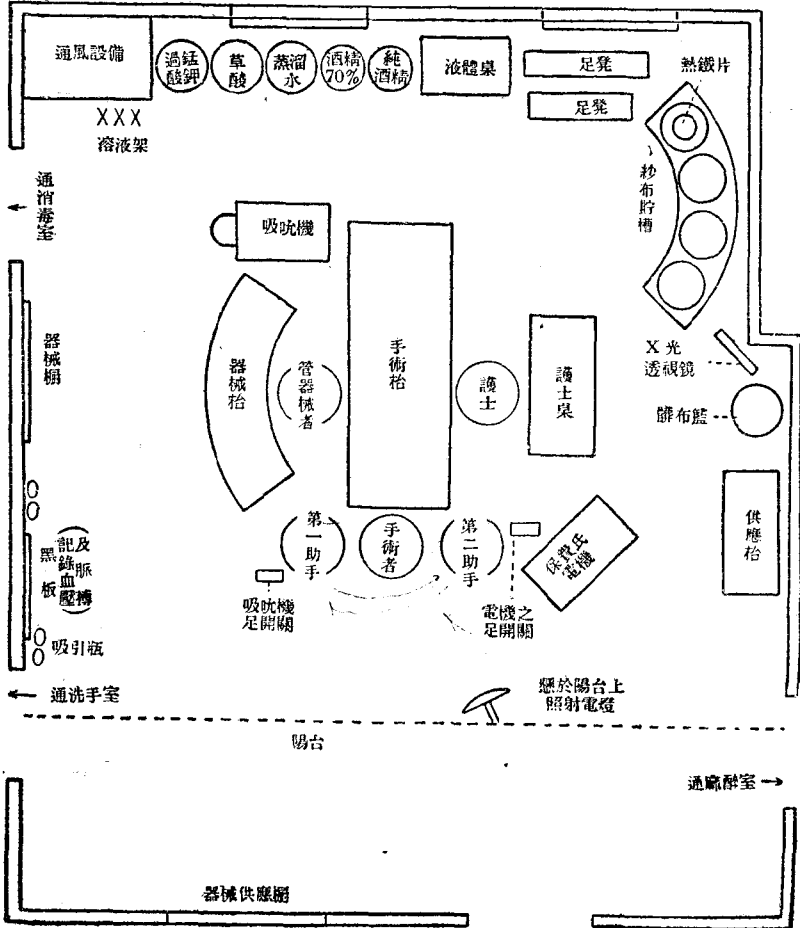 通風設備
過錳
酸鉀
草
酸
蒸溜
水
酒精
70%
純
酒精
液體桌
足凳
足凳
熱鐵片
XXX
溶液架
通消毒室
紗布貯槽
吸吮機
器械櫥
器械枱
管器械者
手術枱
護士
護士桌
X光
透視鏡
髒布籃
供應枱
第一助手
手術者
第二助手
保費氏
電機
黑板
(記錄血壓
及脈搏)
吸吮機
足開關
電機之
足開關
吸引瓶
通洗手室
懸於陽台上
照射電燈
陽台
通麻醉室
器械供應櫥